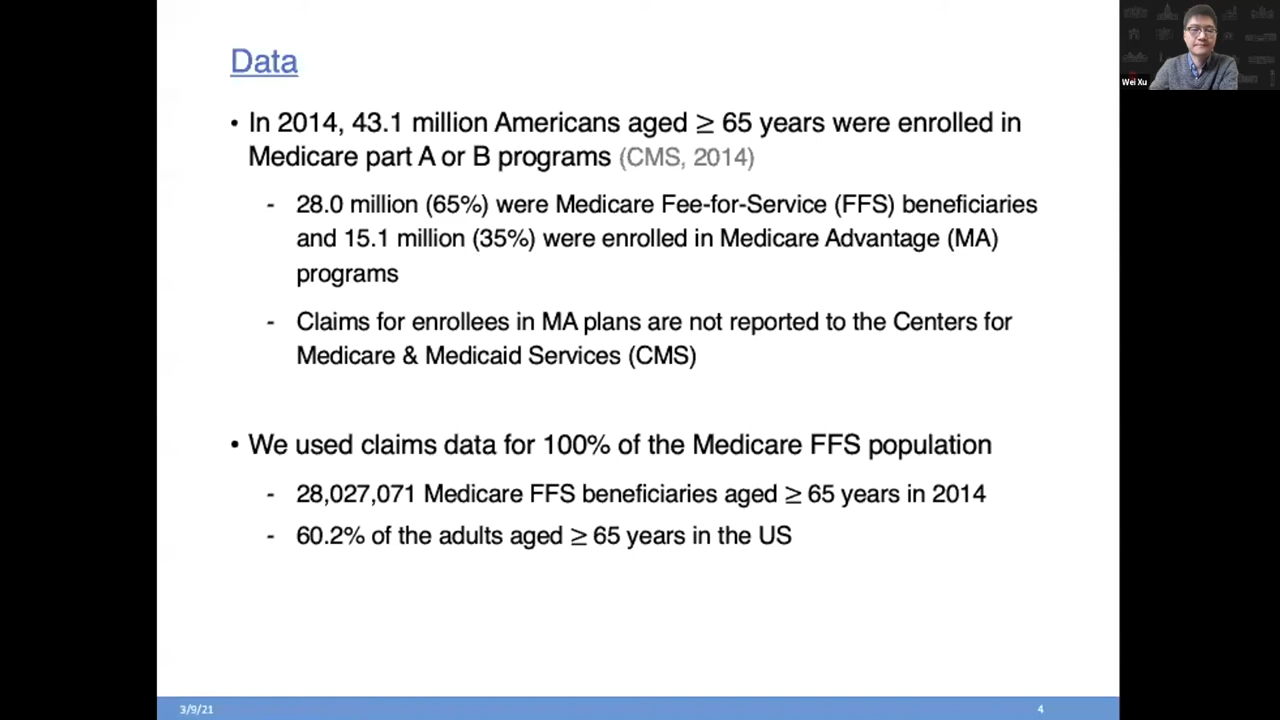 Data
• In 2014, 43.1 million Americans aged ≥ 65 years were enrolled in
Medicare part A or B programs (CMS, 2014)
- 28.0 million (65%) were Medicare Fee-for-Service (FFS) beneficiaries
and 15.1 million (35%) were enrolled in Medicare Advantage (MA)
programs
- Claims for enrollees in MA plans are not reported to the Centers for
Medicare & Medicaid Services (CMS)
• We used claims data for 100% of the Medicare FFS population
- 28,027,071 Medicare FFS beneficiaries aged ≥ 65 years in 2014
- 60.2% of the adults aged ≥ 65 years in the US
3/9/21
4
Wei Xu